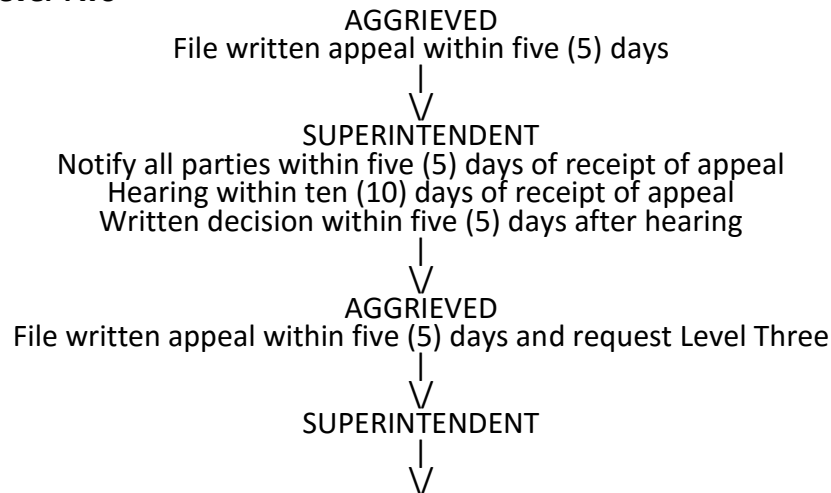 AGGRIEVED
File written appeal within five (5) days
|
\/
SUPERINTENDENT
Notify all parties within five (5) days of receipt of appeal
Hearing within ten (10) days of receipt of appeal
Written decision within five (5) days after hearing
|
\/
AGGRIEVED
File written appeal within five (5) days and request Level Three
|
\/
SUPERINTENDENT
|
\/